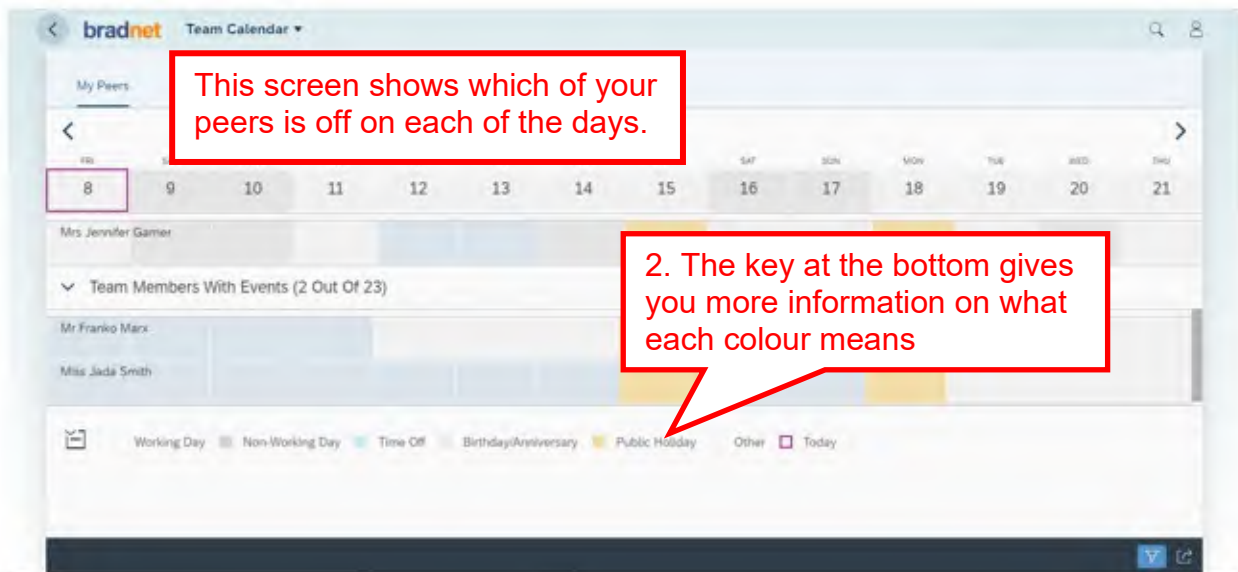 bradnet Team Calendar
My Peers
This screen shows which of your
peers is off on each of the days.
FRI SAT SUN MON TUE WED THU
8 9 10 11 12 13 14 15 16 17 18 19 20 21
Mrs Jennifer Garner
Team Members With Events (2 Out Of 23)
2. The key at the bottom gives
you more information on what
each colour means
Mr Franko Marx
Miss Jada Smith
Working Day Non-Working Day Time Off Birthday/Anniversary Public Holiday Other Today